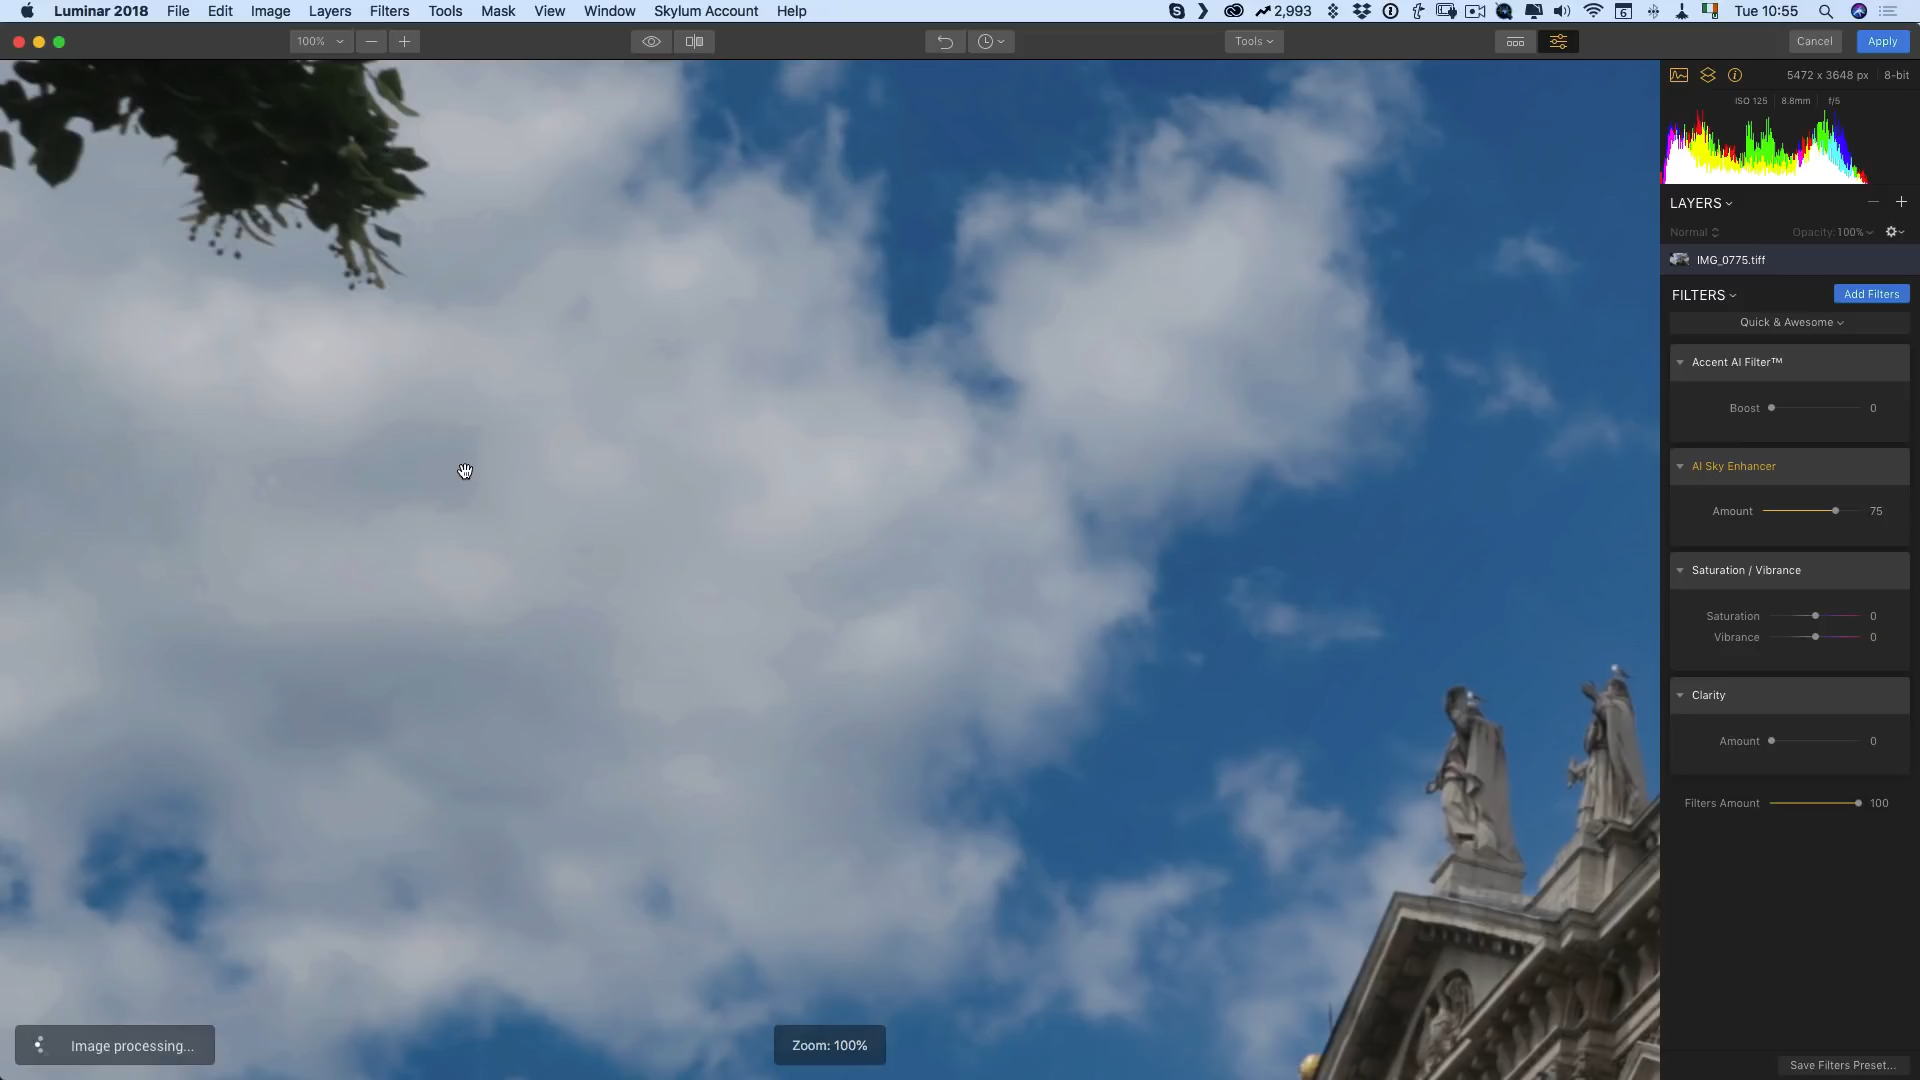 Luminar 2018 File Edit Image Layers Filters Tools Mask View Window Skylum Account Help 2,993 6 Tue 10:55
100% Tools Cancel Apply
5472 x 3648 px 8-bit
ISO 125 8.8mm f/5
LAYERS
Normal Opacity: 100%
IMG_0775.tiff
FILTERS Add Filters
Quick & Awesome
Accent AI Filter™
Boost 0
AI Sky Enhancer
Amount 75
Saturation / Vibrance
Saturation 0
Vibrance 0
Clarity
Amount 0
Filters Amount 100
Image processing... Zoom: 100%
Save Filters Preset...